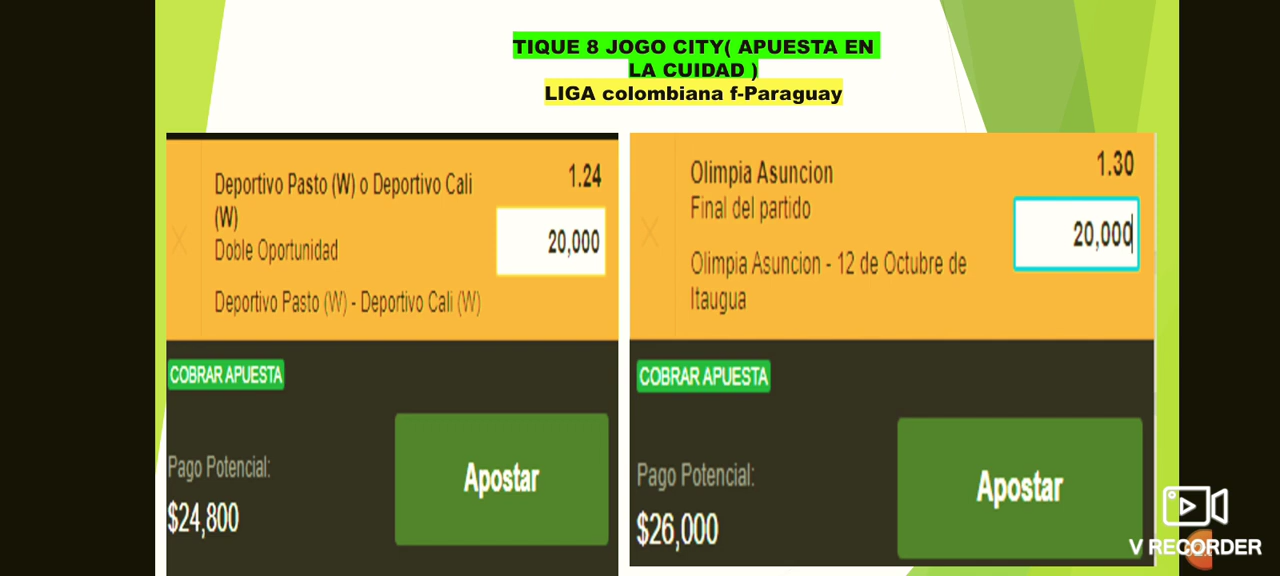 TIQUE 8 JOGO CITY( APUESTA EN
LA CUIDAD )
LIGA colombiana f-Paraguay
Deportivo Pasto (W) o Deportivo Cali
(W)
1.24
Doble Oportunidad
20,000
Deportivo Pasto (W) - Deportivo Cali (W)
COBRAR APUESTA
Pago Potencial:
$24,800
Apostar
Olimpia Asuncion
1.30
Final del partido
20,000
Olimpia Asuncion - 12 de Octubre de
Itaugua
COBRAR APUESTA
Pago Potencial:
$26,000
Apostar
V RECORDER